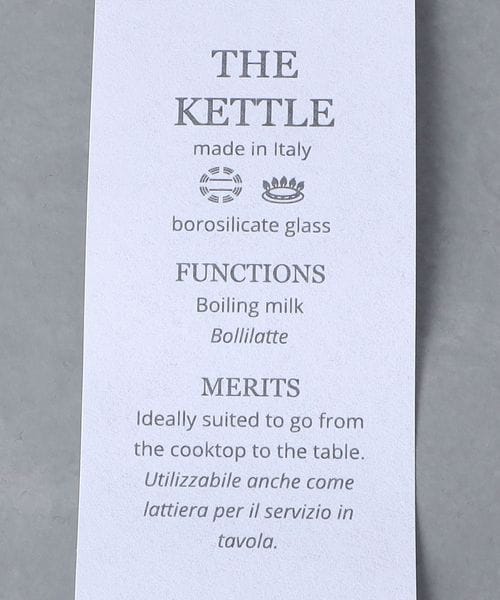 THE
KETTLE
made in Italy
borosilicate glass
FUNCTIONS
Boiling milk
Bollilatte
MERITS
Ideally suited to go from
the cooktop to the table.
Utilizzabile anche come
lattiera per il servizio in
tavola.